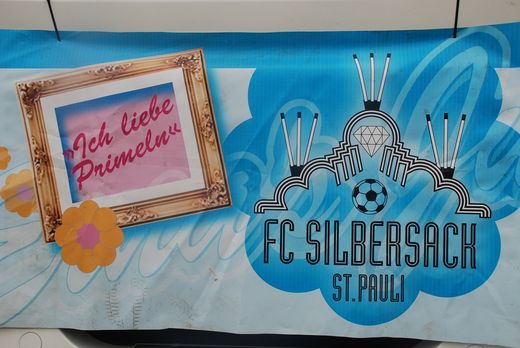 »Ich liebe
Primeln«
FC SILBERSACK
ST. PAULI